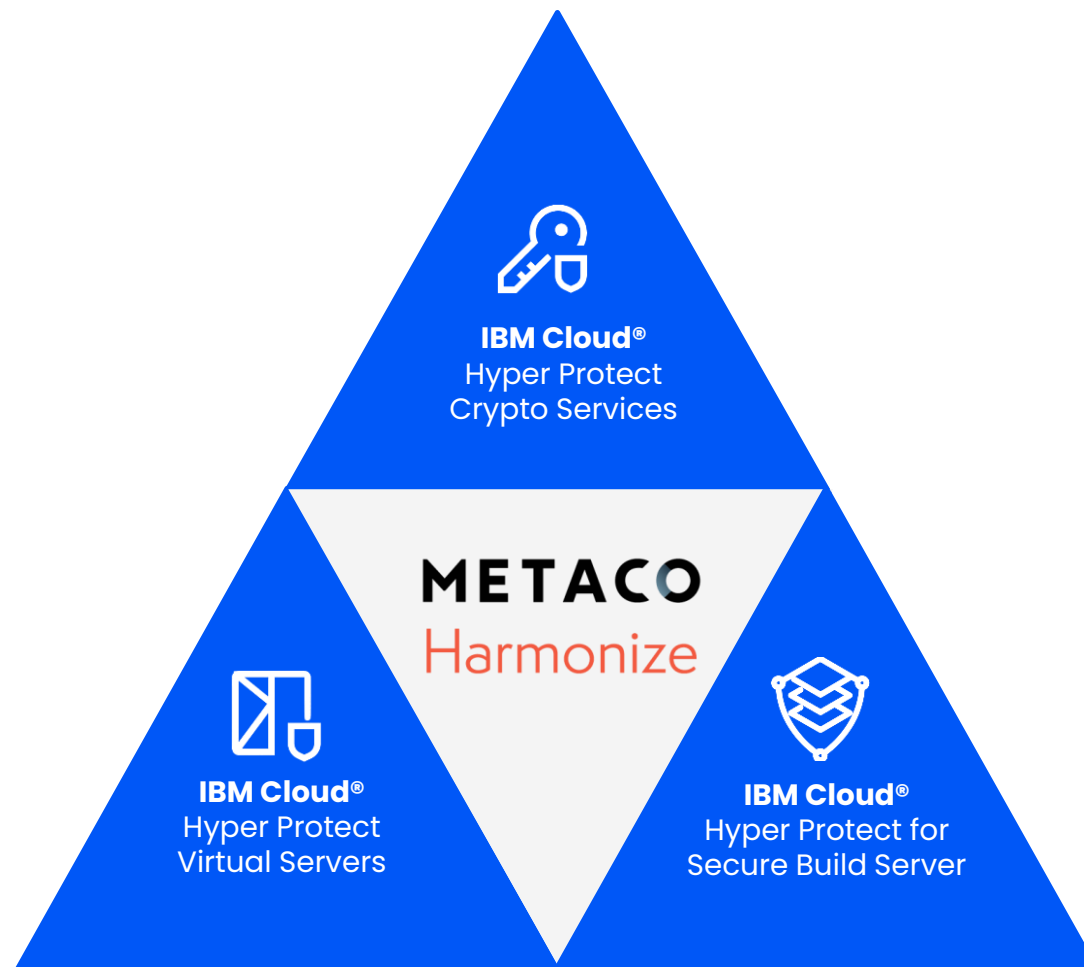 IBM Cloud®
Hyper Protect
Crypto Services
METACO
Harmonize
IBM Cloud®
Hyper Protect
Virtual Servers
IBM Cloud®
Hyper Protect for
Secure Build Server